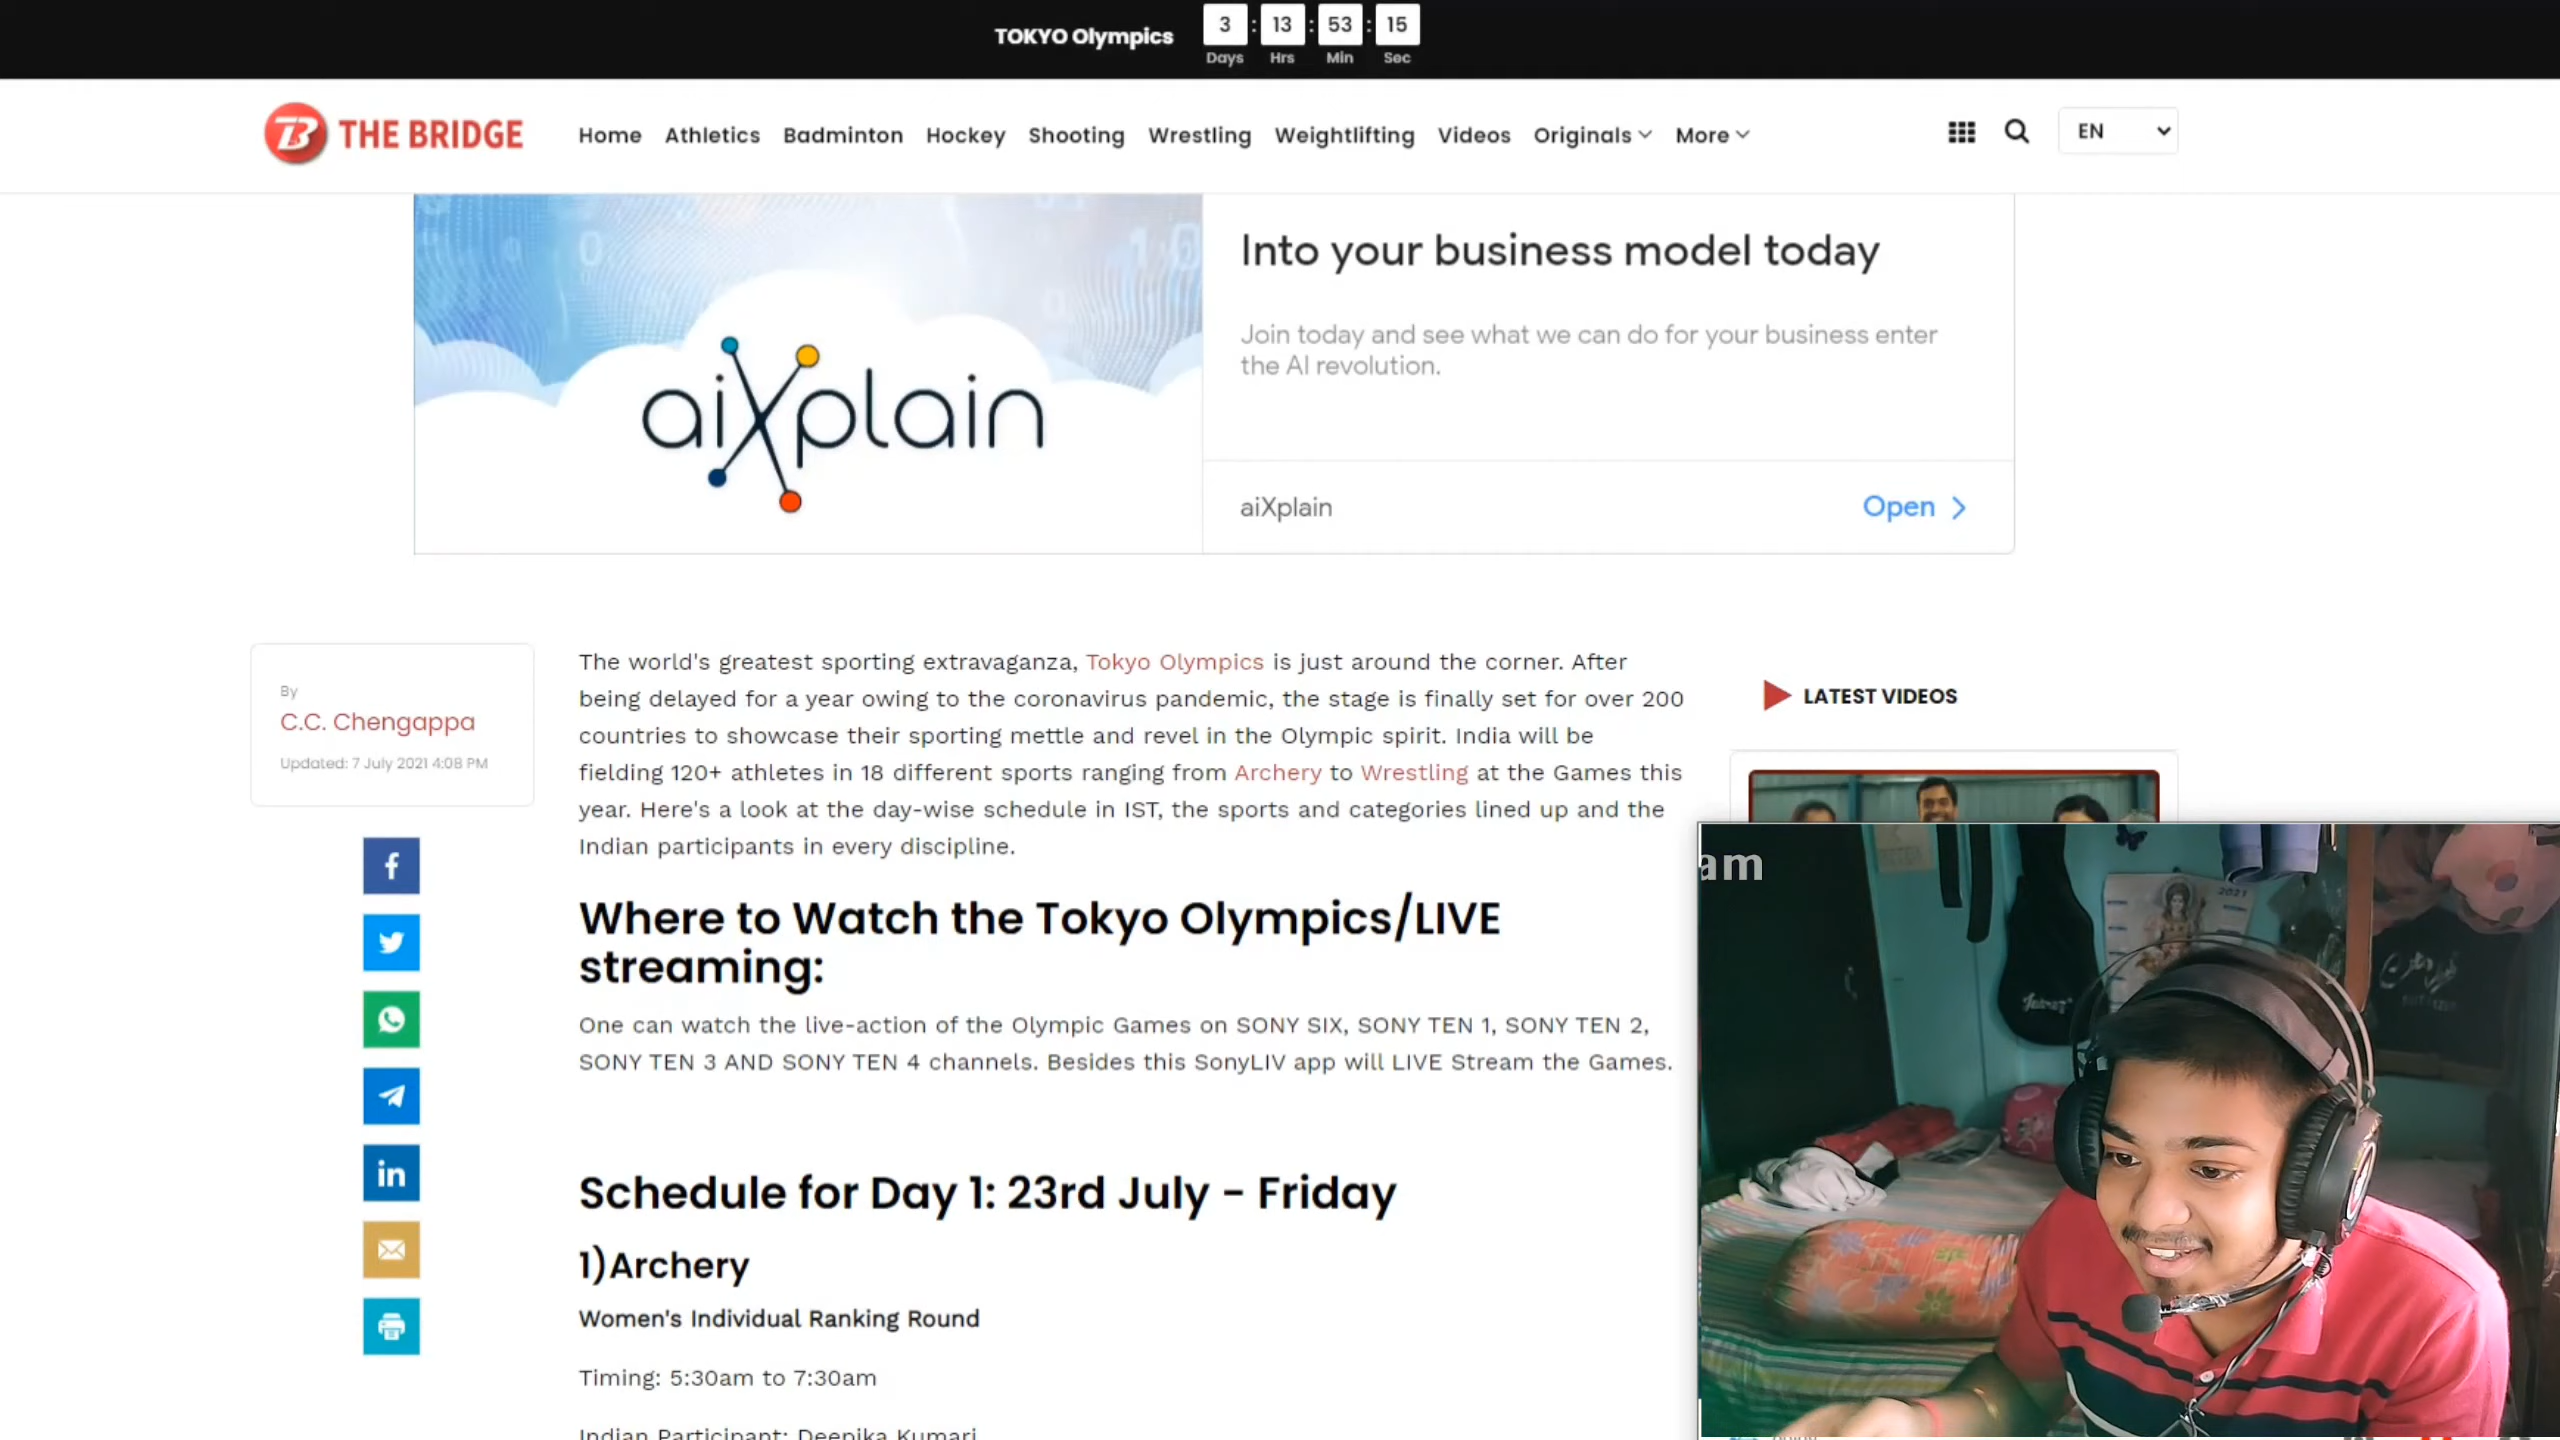 TOKYO Olympics
3 : 13 : 53 : 15
Days Hrs Min Sec
THE BRIDGE
Home Athletics Badminton Hockey Shooting Wrestling Weightlifting Videos Originals More
EN
Into your business model today
Join today and see what we can do for your business enter
the AI revolution.
aiXplain
aiXplain
Open
By
C.C. Chengappa
Updated: 7 July 2021 4:08 PM
The world's greatest sporting extravaganza, Tokyo Olympics is just around the corner. After
being delayed for a year owing to the coronavirus pandemic, the stage is finally set for over 200
countries to showcase their sporting mettle and revel in the Olympic spirit. India will be
fielding 120+ athletes in 18 different sports ranging from Archery to Wrestling at the Games this
year. Here's a look at the day-wise schedule in IST, the sports and categories lined up and the
Indian participants in every discipline.
Where to Watch the Tokyo Olympics/LIVE
streaming:
One can watch the live-action of the Olympic Games on SONY SIX, SONY TEN 1, SONY TEN 2,
SONY TEN 3 AND SONY TEN 4 channels. Besides this SonyLIV app will LIVE Stream the Games.
Schedule for Day 1: 23rd July - Friday
1)Archery
Women's Individual Ranking Round
Timing: 5:30am to 7:30am
Indian Participant: Deepika Kumari
LATEST VIDEOS
am
2021